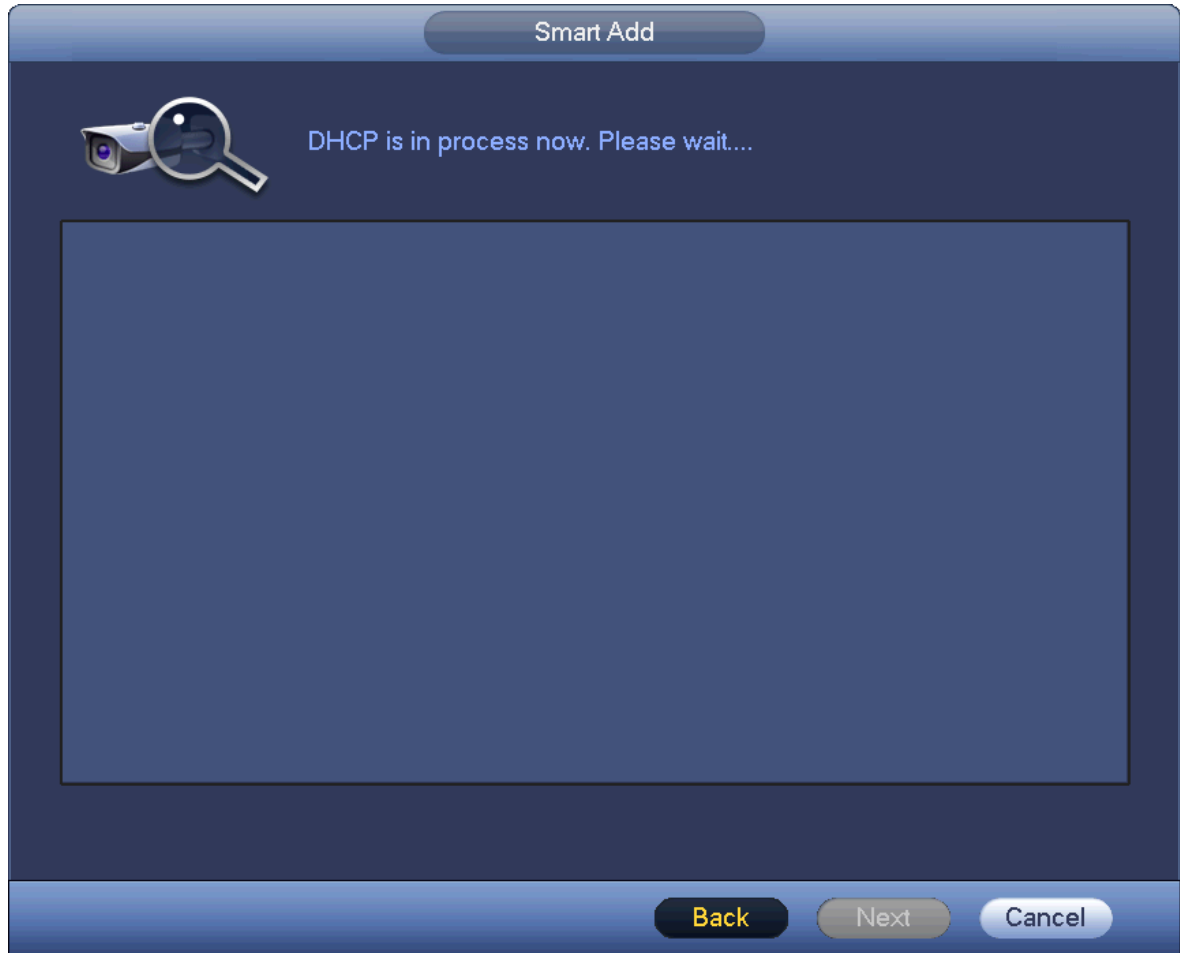 Smart Add
DHCP is in process now. Please wait....
Back
Next
Cancel